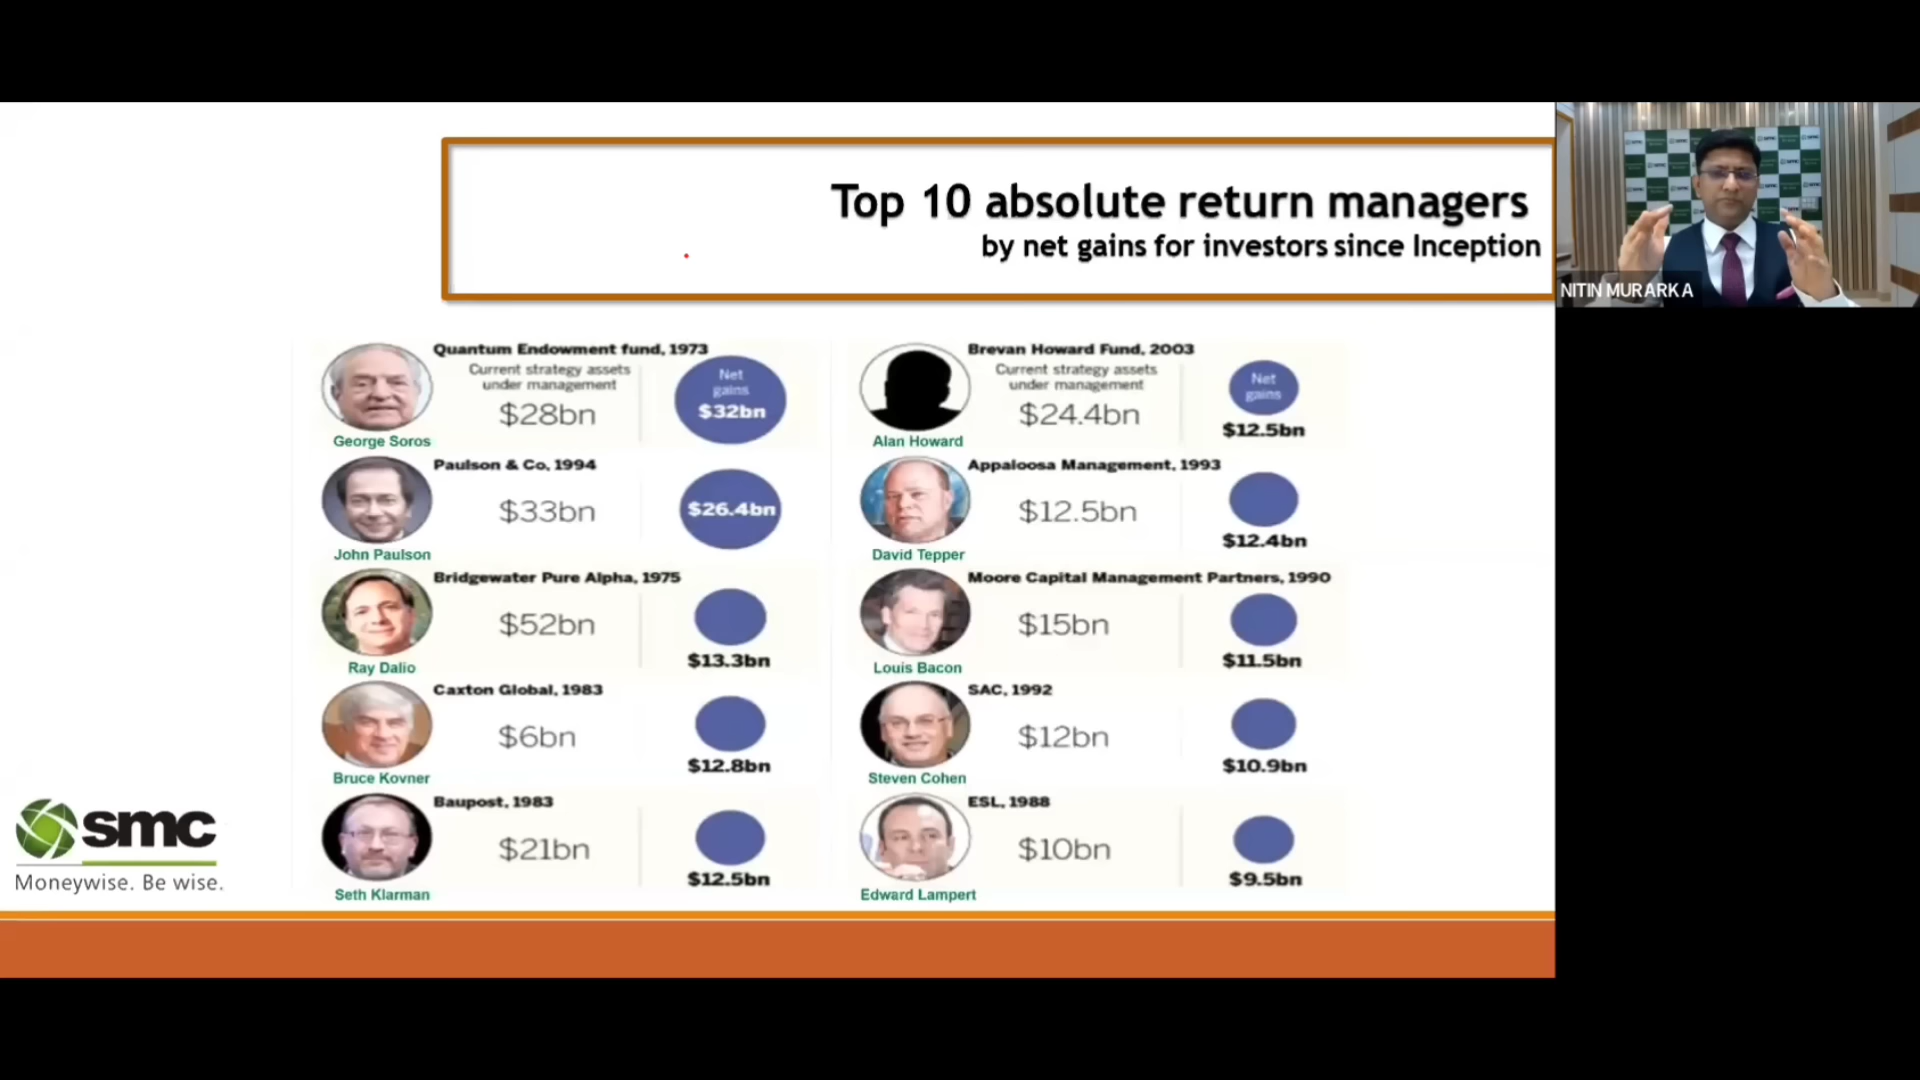 Top 10 absolute return managers
by net gains for investors since Inception
NITIN MURARKA
Quantum Endowment fund, 1973
Current strategy assets
under management
$28bn
Net
gains
$32bn
George Soros
Paulson & Co, 1994
$33bn
$26.4bn
John Paulson
Bridgewater Pure Alpha, 1975
$52bn
$13.3bn
Ray Dalio
Caxton Global, 1983
$6bn
$12.8bn
Bruce Kovner
Baupost, 1983
$21bn
$12.5bn
Seth Klarman
Brevan Howard Fund, 2003
Current strategy assets
under management
$24.4bn
Net
gains
$12.5bn
Alan Howard
Appaloosa Management, 1993
$12.5bn
$12.4bn
David Tepper
Moore Capital Management Partners, 1990
$15bn
$11.5bn
Louis Bacon
SAC, 1992
$12bn
$10.9bn
Steven Cohen
ESL, 1988
$10bn
$9.5bn
Edward Lampert
smc
Moneywise. Be wise.